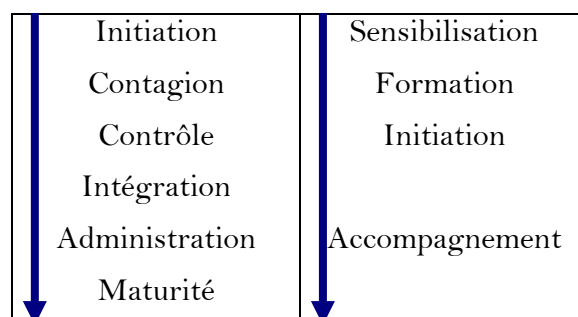 Initiation
Contagion
Contrôle
Intégration
Administration
Maturité
Sensibilisation
Formation
Initiation
Accompagnement